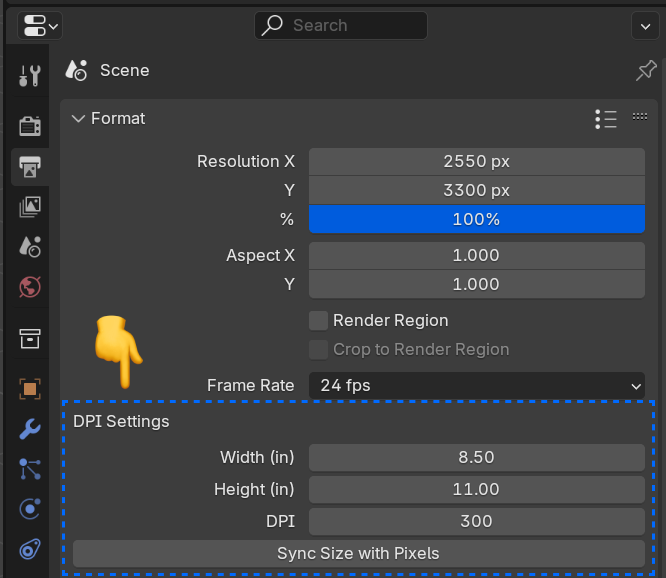 Search
Scene
Format
Resolution X 2550 px
Y 3300 px
% 100%
Aspect X 1.000
Y 1.000
Render Region
Crop to Render Region
Frame Rate 24 fps
DPI Settings
Width (in) 8.50
Height (in) 11.00
DPI 300
Sync Size with Pixels